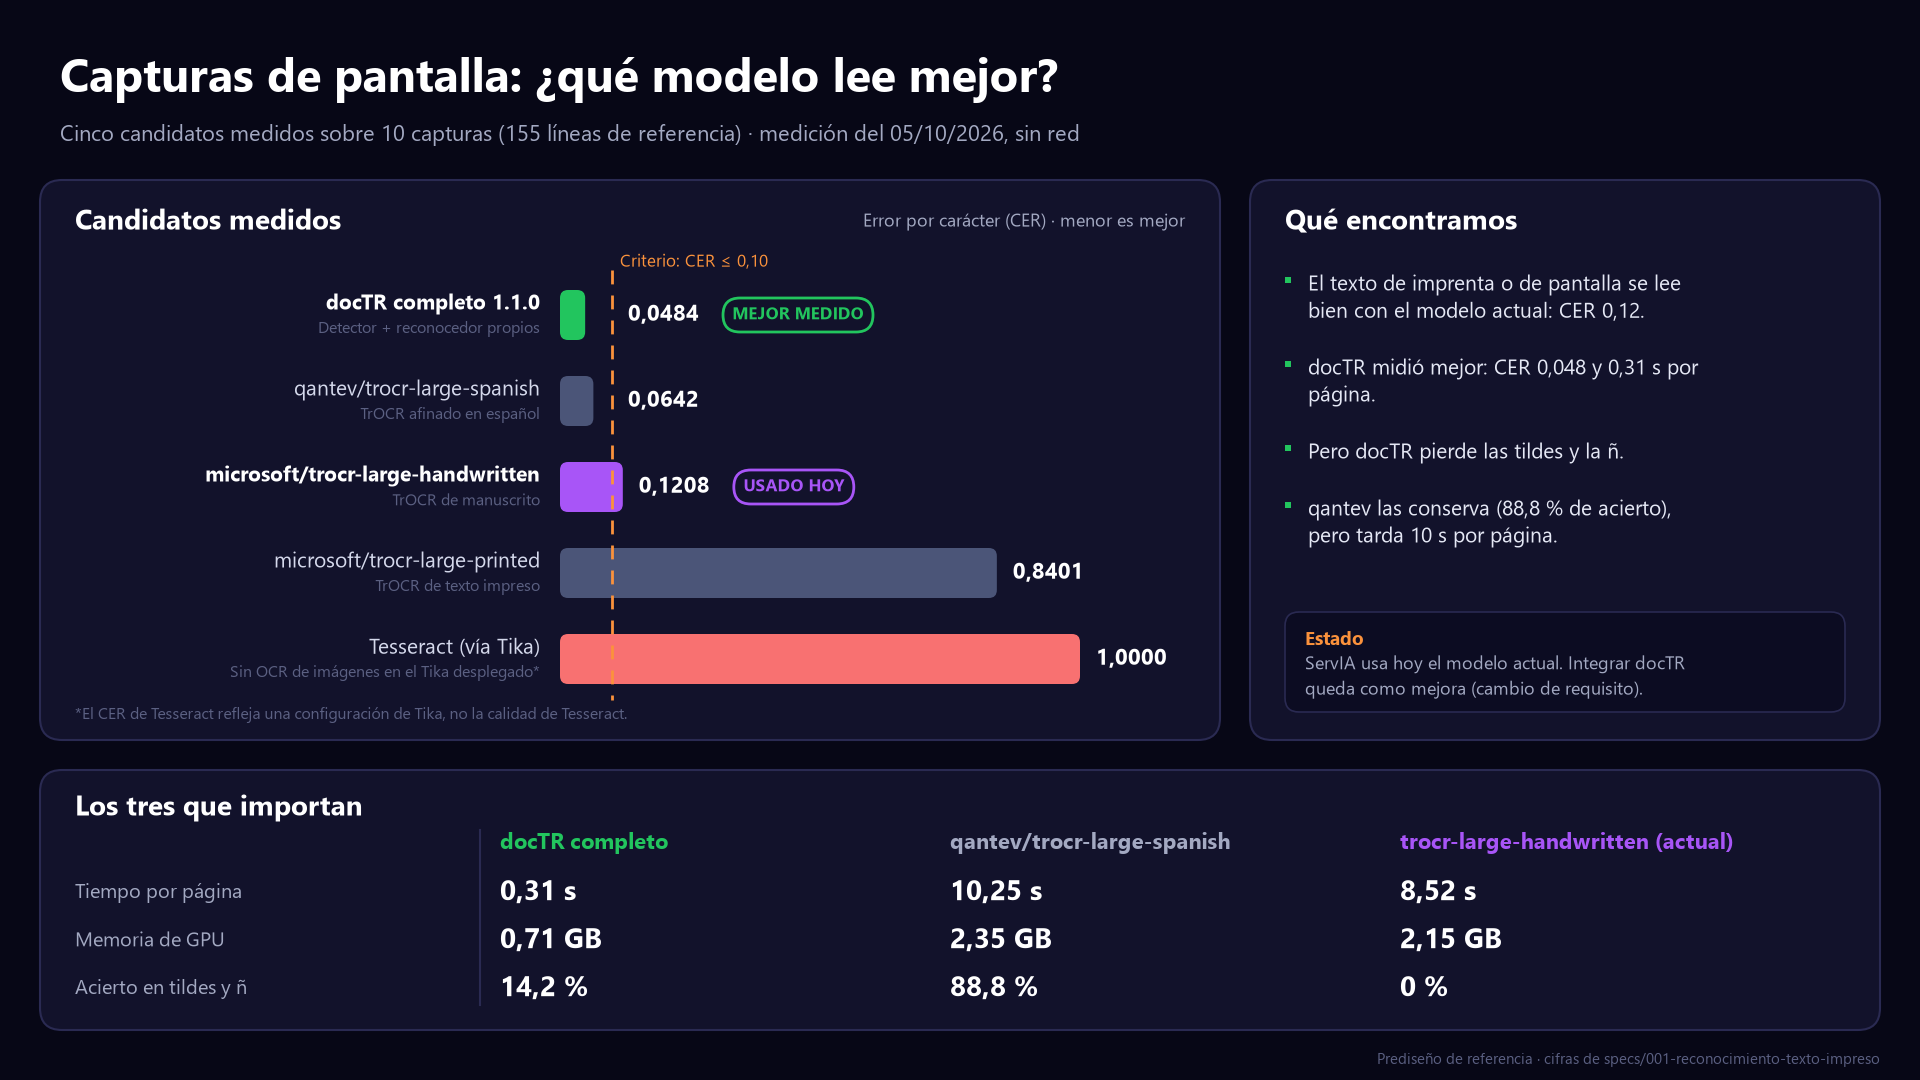 Capturas de pantalla: ¿qué modelo lee mejor?
Cinco candidatos medidos sobre 10 capturas (155 líneas de referencia) · medición del 05/10/2026, sin red
Candidatos medidos
Error por carácter (CER) · menor es mejor
Criterio: CER ≤ 0,10
docTR completo 1.1.0
Detector + reconocedor propios
0,0484
MEJOR MEDIDO
qantev/trocr-large-spanish
TrOCR afinado en español
0,0642
microsoft/trocr-large-handwritten
TrOCR de manuscrito
0,1208
USADO HOY
microsoft/trocr-large-printed
TrOCR de texto impreso
0,8401
Tesseract (vía Tika)
Sin OCR de imágenes en el Tika desplegado*
1,0000
*El CER de Tesseract refleja una configuración de Tika, no la calidad de Tesseract.
Qué encontramos
El texto de imprenta o de pantalla se lee
bien con el modelo actual: CER 0,12.
docTR midió mejor: CER 0,048 y 0,31 s por
página.
Pero docTR pierde las tildes y la ñ.
qantev las conserva (88,8 % de acierto),
pero tarda 10 s por página.
Estado
ServIA usa hoy el modelo actual. Integrar docTR
queda como mejora (cambio de requisito).
Los tres que importan
docTR completo
qantev/trocr-large-spanish
trocr-large-handwritten (actual)
Tiempo por página
0,31 s
10,25 s
8,52 s
Memoria de GPU
0,71 GB
2,35 GB
2,15 GB
Acierto en tildes y ñ
14,2 %
88,8 %
0 %
Prediseño de referencia · cifras de specs/001-reconocimiento-texto-impreso